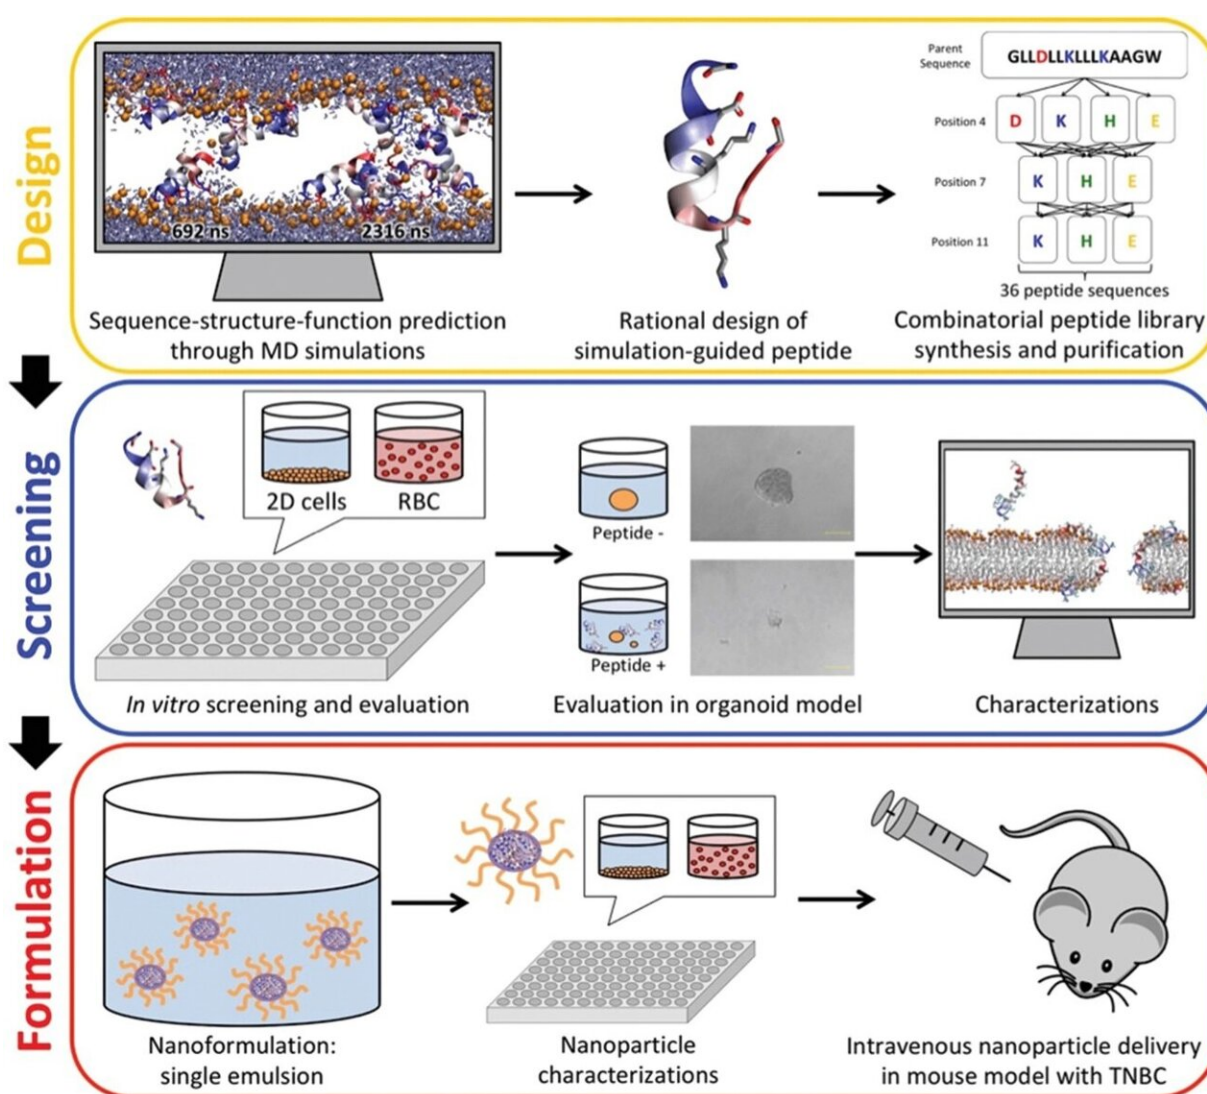 Design
692 ns
2316 ns
Sequence-structure-function prediction
through MD simulations
Rational design of
simulation-guided peptide
Parent
Sequence
GLLDLLKLLLKAAGW
Position 4
D K H E
Position 7
K H E
Position 11
K H E
36 peptide sequences
Combinatorial peptide library
synthesis and purification
Screening
2D cells
RBC
In vitro screening and evaluation
Peptide -
Peptide +
Evaluation in organoid model
Characterizations
Formulation
Nanoformulation:
single emulsion
Nanoparticle
characterizations
Intravenous nanoparticle delivery
in mouse model with TNBC